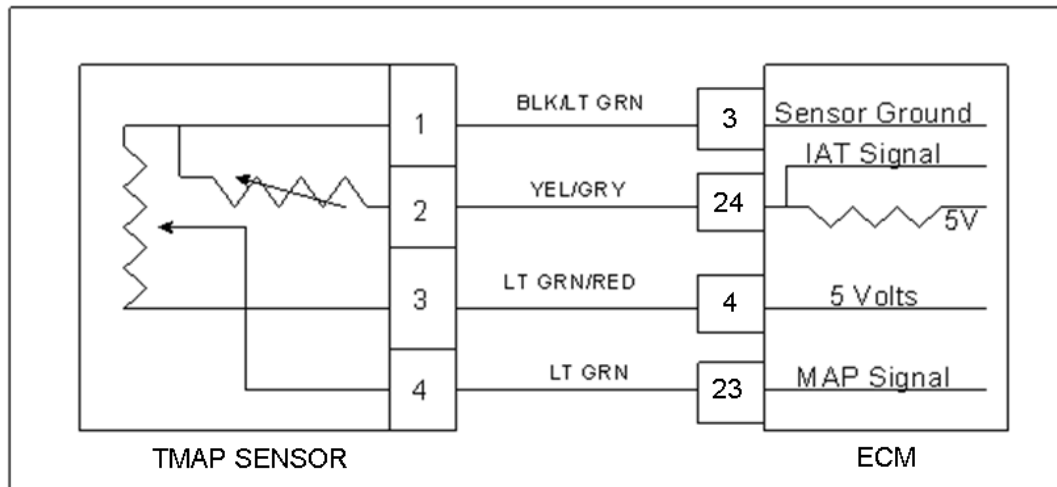 1 BLK/LT GRN 3 Sensor Ground
IAT Signal
2 YEL/GRY 24 5V
3 LT GRN/RED 4 5 Volts
4 LT GRN 23 MAP Signal
TMAP SENSOR ECM